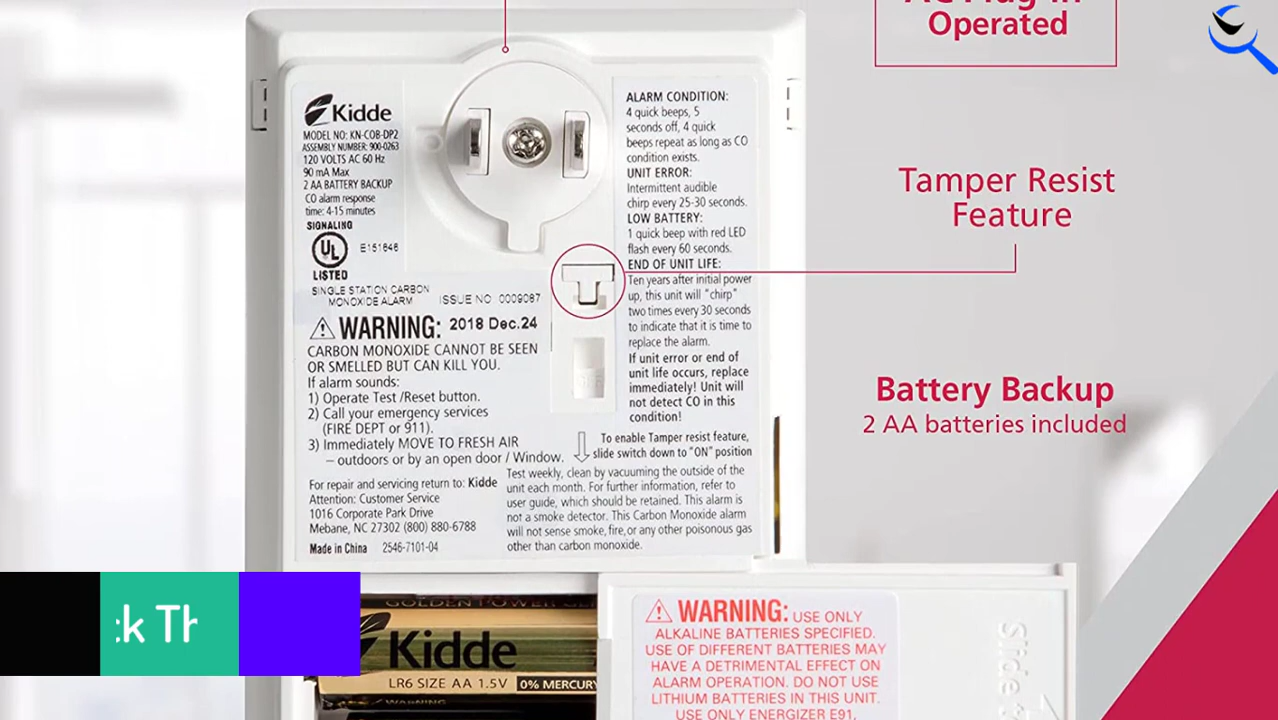 Operated
Kidde
MODEL NO: KN-COB-DP2
ASSEMBLY NUMBER: 900-0263
120 VOLTS AC 60 Hz
90 mA Max
2 AA BATTERY BACKUP
CO alarm response
time: 4-15 minutes
SIGNALING
UL
E151646
LISTED
SINGLE STATION CARBON
MONOXIDE ALARM
ISSUE NO 0009087
WARNING: 2018 Dec.24
CARBON MONOXIDE CANNOT BE SEEN
OR SMELLED BUT CAN KILL YOU.
If alarm sounds:
1) Operate Test /Reset button.
2) Call your emergency services
(FIRE DEPT or 911).
3) Immediately MOVE TO FRESH AIR
– outdoors or by an open door / Window.
For repair and servicing return to: Kidde
Attention: Customer Service
1016 Corporate Park Drive
Mebane, NC 27302 (800) 880-6788
Made in China 2546-7101-04
ALARM CONDITION:
4 quick beeps, 5
seconds off, 4 quick
beeps repeat as long as CO
condition exists.
UNIT ERROR:
Intermittent audible
chirp every 25-30 seconds.
LOW BATTERY:
1 quick beep with red LED
flash every 60 seconds.
END OF UNIT LIFE:
Ten years after initial power
up, this unit will "chirp"
two times every 30 seconds
to indicate that it is time to
replace the alarm.
If unit error or end of
unit life occurs, replace
immediately! Unit will
not detect CO in this
condition!
To enable Tamper resist feature,
slide switch down to "ON" position
Test weekly, clean by vacuuming the outside of the
unit each month. For further information, refer to
user guide, which should be retained. This alarm is
not a smoke detector. This Carbon Monoxide alarm
will not sense smoke, fire, or any other poisonous gas
other than carbon monoxide.
Tamper Resist
Feature
Battery Backup
2 AA batteries included
k Th
Kidde
LR6 SIZE AA 1.5V 0% MERCURY
WARNING
WARNING: USE ONLY
ALKALINE BATTERIES SPECIFIED.
USE OF DIFFERENT BATTERIES MAY
HAVE A DETRIMENTAL EFFECT ON
ALARM OPERATION. DO NOT USE
LITHIUM BATTERIES IN THIS UNIT.
USE ONLY ENERGIZER E91,
Slide